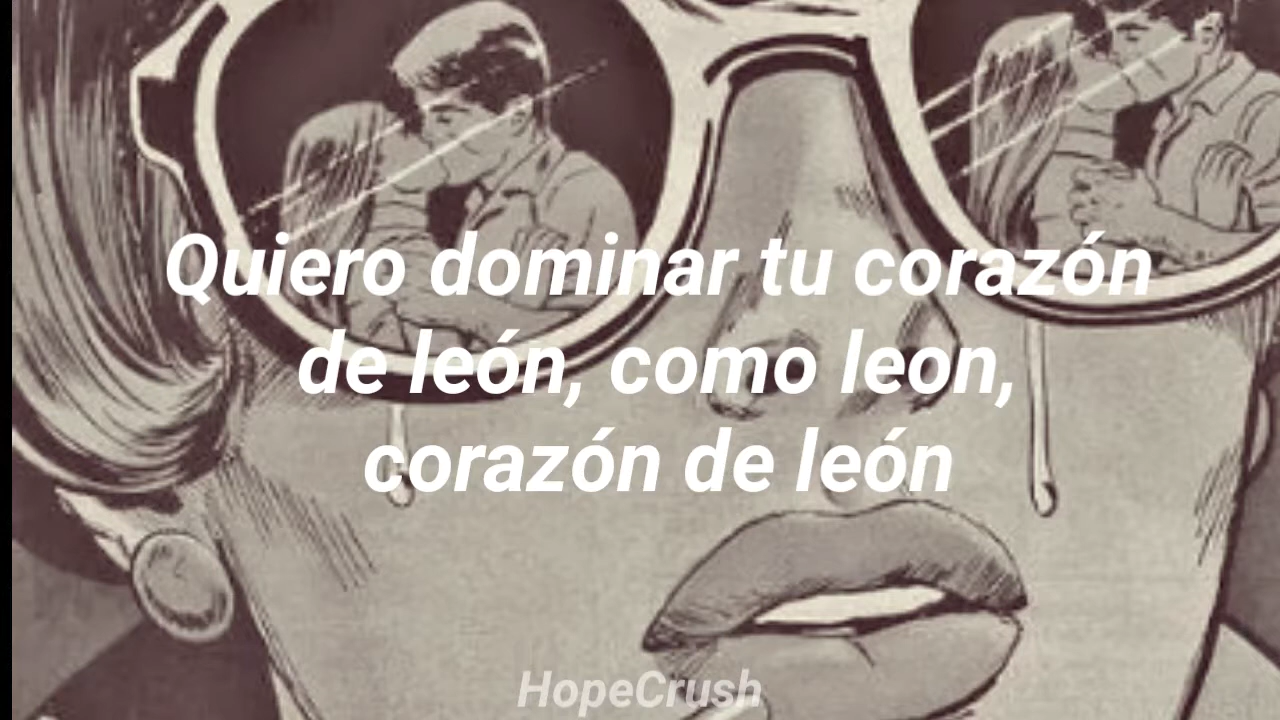 Quiero dominar tu corazón
de león, como leon,
corazón de león
HopeCrush